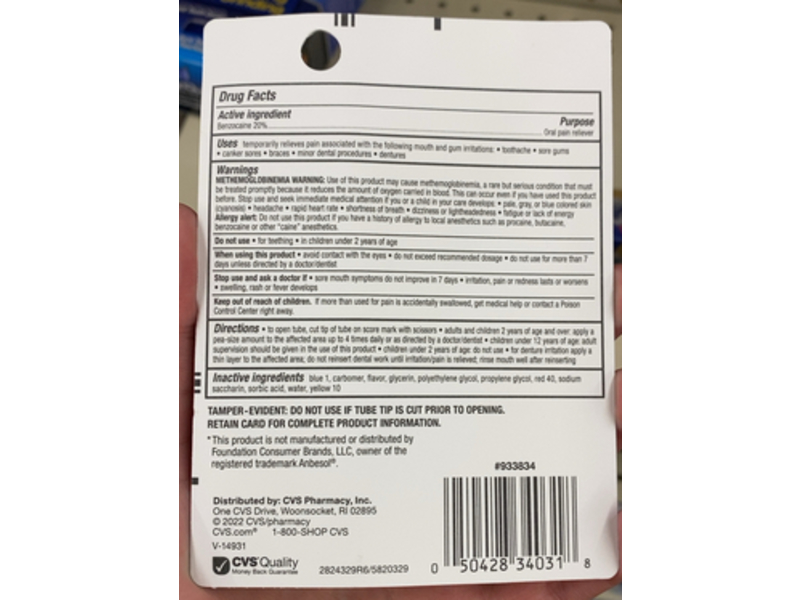 Drug Facts
Active ingredient Purpose
Benzocaine 20% Oral pain reliever
Uses temporarily relieves pain associated with the following mouth and gum irritations: • toothache • sore gums
• canker sores • braces • minor dental procedures • dentures
Warnings
METHEMOGLOBINEMIA WARNING: Use of this product may cause methemoglobinemia, a rare but serious condition that must
be treated promptly because it reduces the amount of oxygen carried in blood. This can occur even if you have used this product
before. Stop use and seek immediate medical attention if you or a child in your care develops: • pale, gray, or blue colored skin
(cyanosis) • headache • rapid heart rate • shortness of breath • dizziness or lightheadedness • fatigue or lack of energy
Allergy alert: Do not use this product if you have a history of allergy to local anesthetics such as procaine, butacaine,
benzocaine or other "caine" anesthetics.
Do not use • for teething • in children under 2 years of age
When using this product • avoid contact with the eyes • do not exceed recommended dosage • do not use for more than 7
days unless directed by a doctor/dentist
Stop use and ask a doctor if • sore mouth symptoms do not improve in 7 days • irritation, pain or redness lasts or worsens
• swelling, rash or fever develops
Keep out of reach of children. If more than used for pain is accidentally swallowed, get medical help or contact a Poison
Control Center right away.
Directions • to open tube, cut tip of tube on score mark with scissors • adults and children 2 years of age and over: apply a
pea-size amount to the affected area up to 4 times daily or as directed by a doctor/dentist • children under 12 years of age: adult
supervision should be given in the use of this product • children under 2 years of age: do not use • for denture irritation apply a
thin layer to the affected area; do not reinsert dental work until irritation/pain is relieved; rinse mouth well after reinserting
Inactive ingredients blue 1, carbomer, flavor, glycerin, polyethylene glycol, propylene glycol, red 40, sodium
saccharin, sorbic acid, water, yellow 10
TAMPER-EVIDENT: DO NOT USE IF TUBE TIP IS CUT PRIOR TO OPENING.
RETAIN CARD FOR COMPLETE PRODUCT INFORMATION.
*This product is not manufactured or distributed by
Foundation Consumer Brands, LLC, owner of the
registered trademark Anbesol®.
#933834
Distributed by: CVS Pharmacy, Inc.
One CVS Drive, Woonsocket, RI 02895
© 2022 CVS/pharmacy
CVS.com® 1-800-SHOP CVS
V-14931
CVS Quality
Money Back Guarantee
2824329R6/5820329
0 50428 34031 8